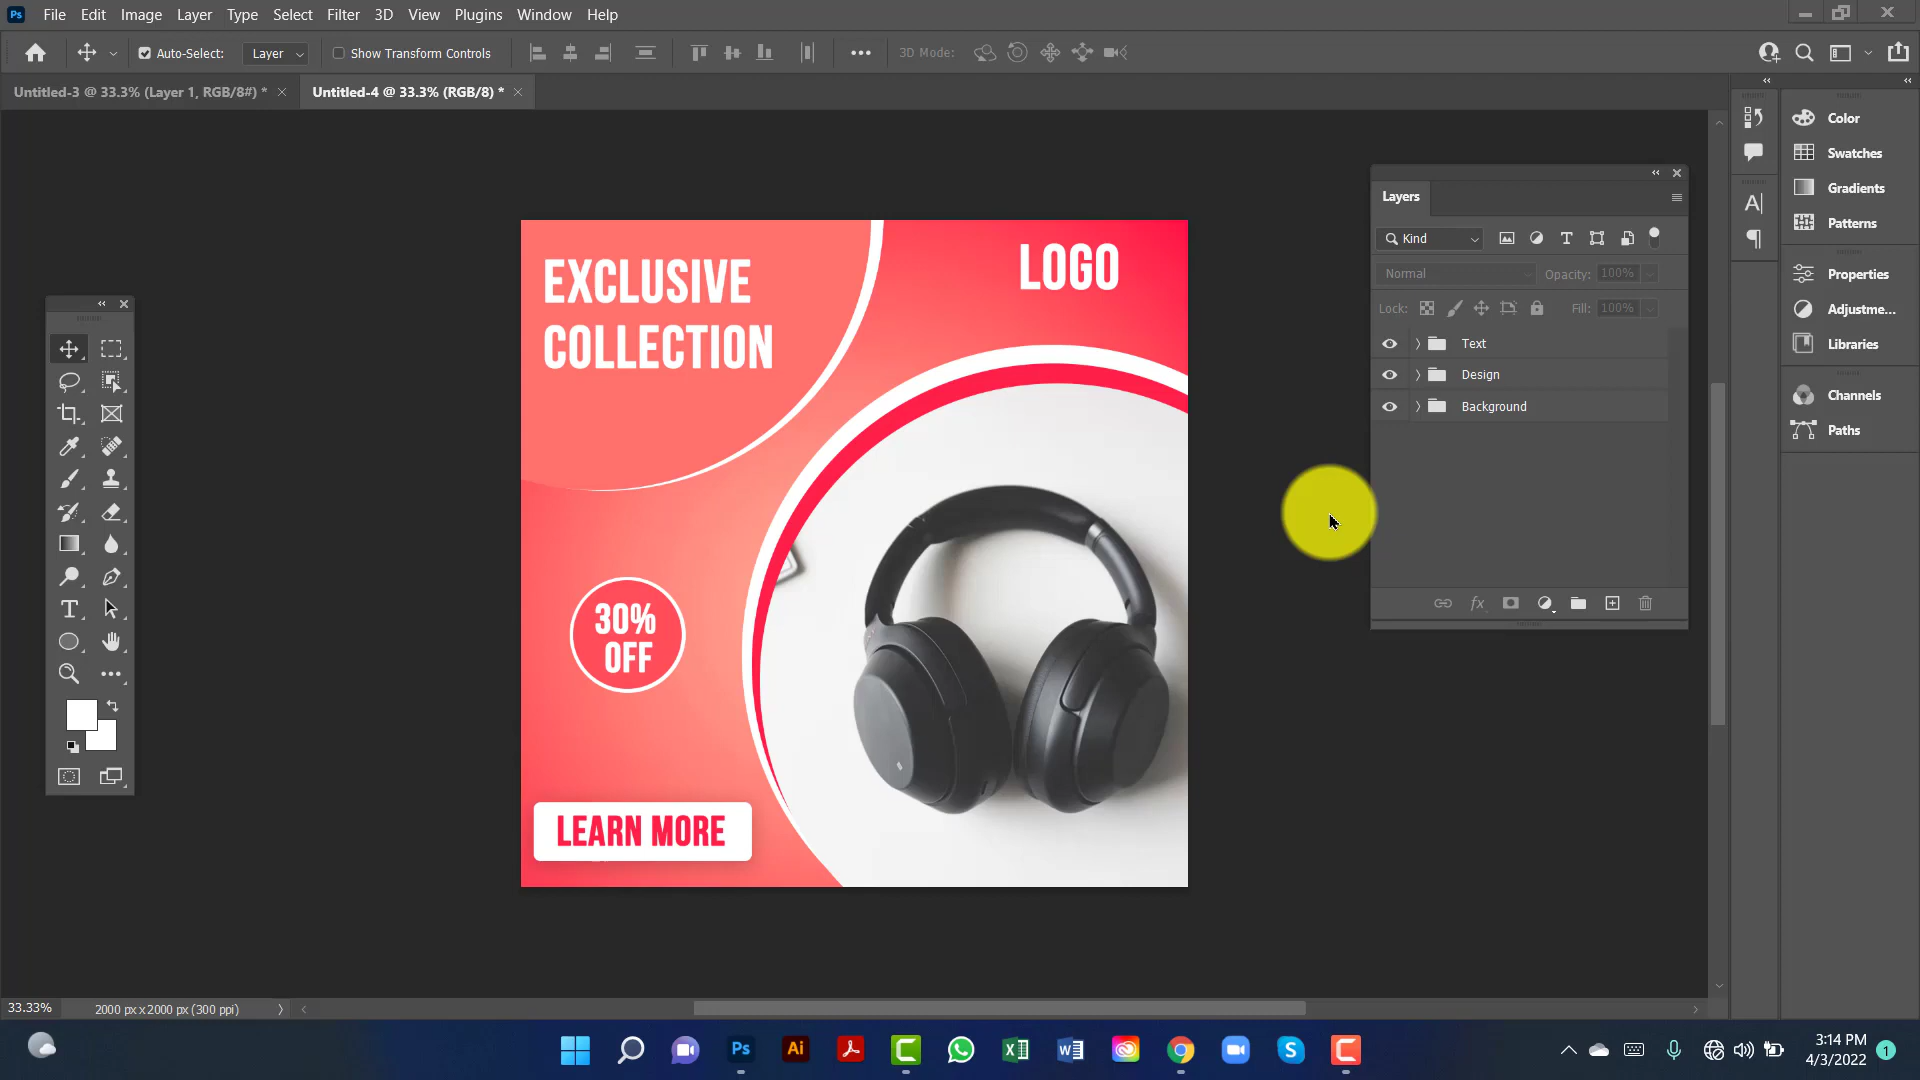 Ps File Edit Image Layer Type Select Filter 3D View Plugins Window Help
Auto-Select: Layer Show Transform Controls 3D Mode:
Untitled-3 @ 33.3% (Layer 1, RGB/8#) * Untitled-4 @ 33.3% (RGB/8) *
EXCLUSIVE
COLLECTION
LOGO
30%
OFF
LEARN MORE
Layers
Kind
Normal Opacity: 100%
Lock: Fill: 100%
Text
Design
Background
fx
Color
Swatches
Gradients
Patterns
Properties
Adjustme...
Libraries
Channels
Paths
33.33% 2000 px x 2000 px (300 ppi)
Ps Ai
3:14 PM
4/3/2022
1